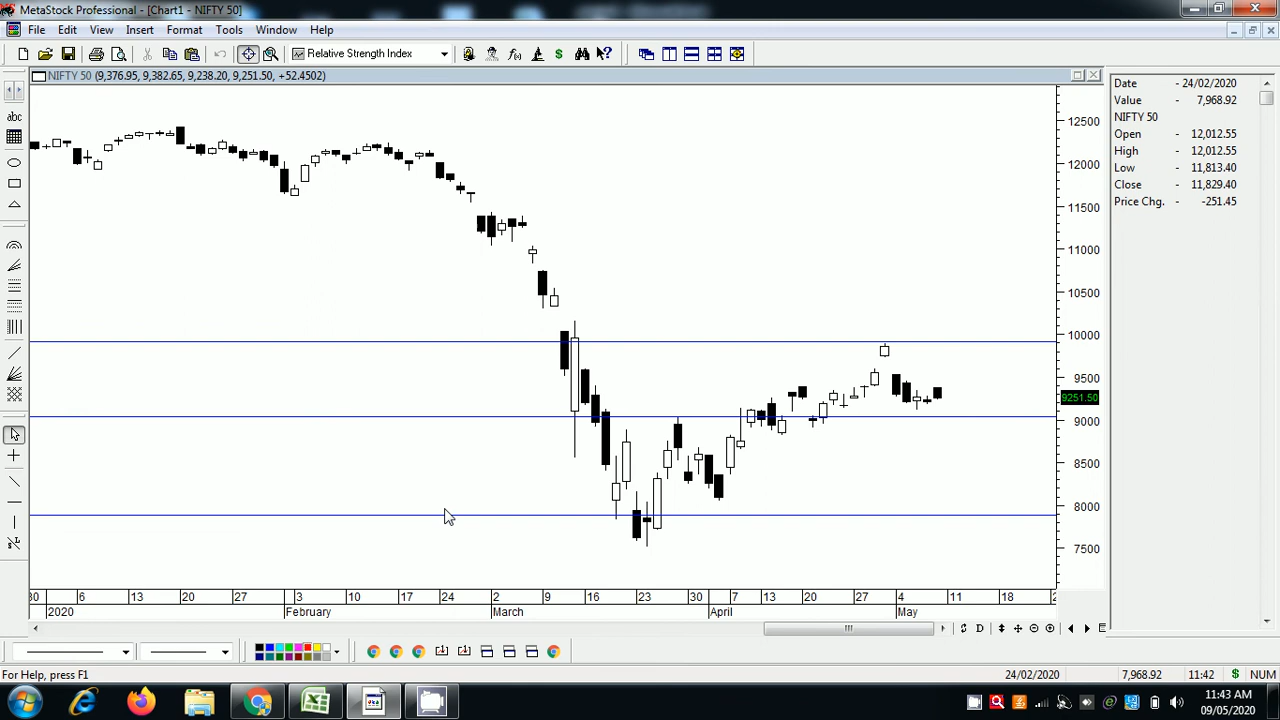 MetaStock Professional - [Chart1 - NIFTY 50]
File Edit View Insert Format Tools Window Help
Relative Strength Index
NIFTY 50 (9,376.95, 9,382.65, 9,238.20, 9,251.50, +52.4502)
abc
Date - 24/02/2020
Value - 7,968.92
NIFTY 50
Open - 12,012.55
High - 12,012.55
Low - 11,813.40
Close - 11,829.40
Price Chg. - -251.45
12500
12000
11500
11000
10500
10000
9500
9251.50
9000
8500
8000
7500
30 6 13 20 27 3 10 17 24 2 9 16 23 30 7 13 20 27 4 11 18 2
2020 February March April May
D
For Help, press F1
24/02/2020 7,968.92 11:42 $ NUM
11:43 AM
09/05/2020